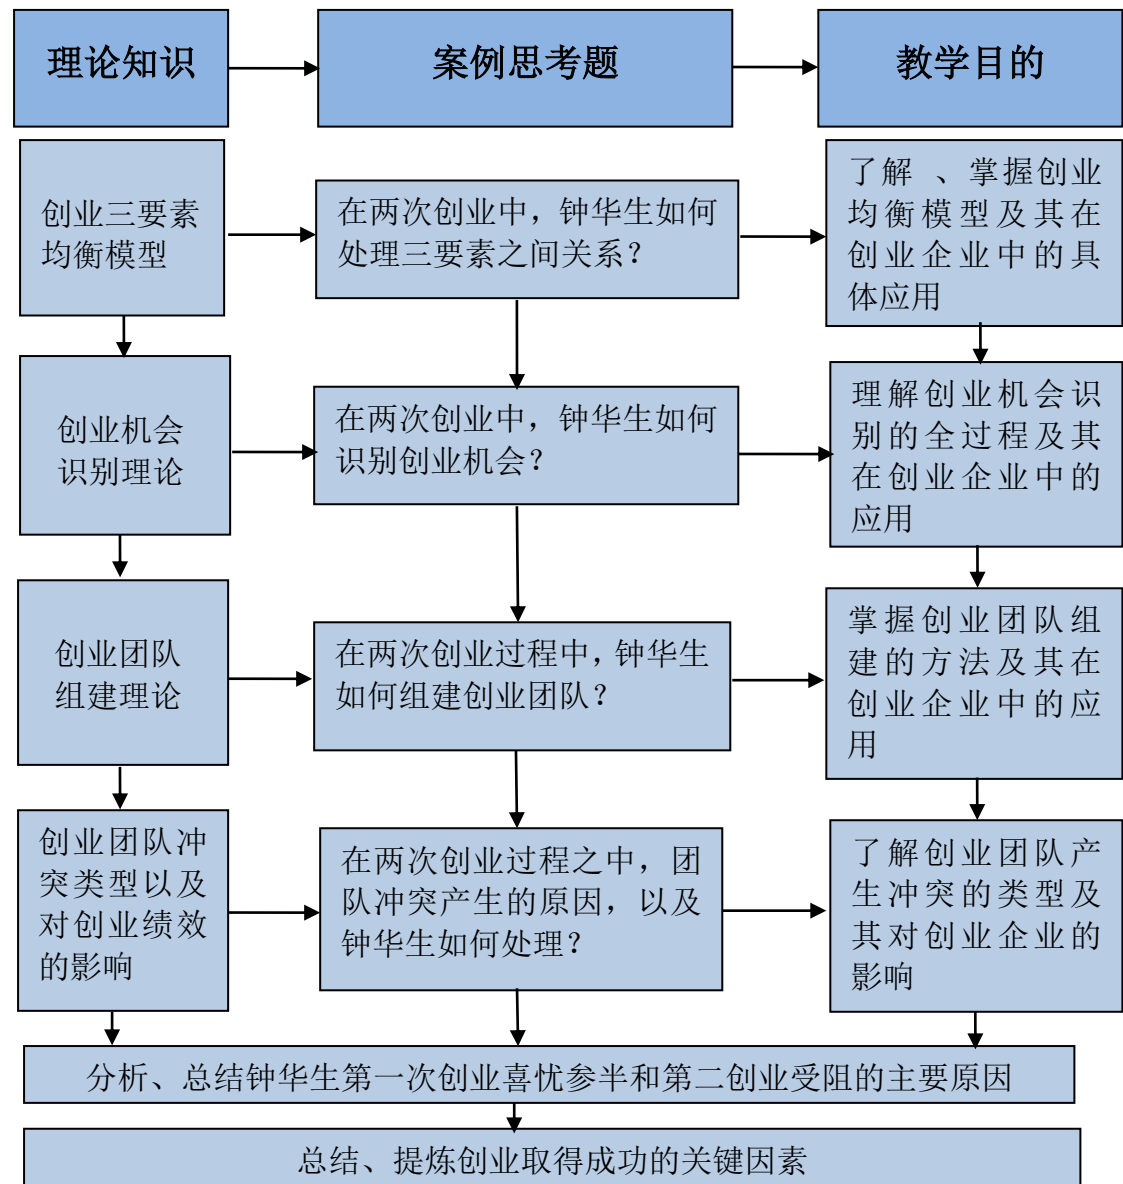 理论知识
案例思考题
教学目的
创业三要素
均衡模型
在两次创业中，钟华生如何
处理三要素之间关系？
了解 、掌握创业
均衡模型及其在
创业企业中的具
体应用
创业机会
识别理论
在两次创业中，钟华生如何
识别创业机会？
理解创业机会识
别的全过程及其
在创业企业中的
应用
创业团队
组建理论
在两次创业过程中，钟华生
如何组建创业团队？
掌握创业团队组
建的方法及其在
创业企业中的应
用
创业团队冲
突类型以及
对创业绩效
的影响
在两次创业过程之中，团
队冲突产生的原因，以及
钟华生如何处理？
了解创业团队产
生冲突的类型及
其对创业企业的
影响
分析、总结钟华生第一次创业喜忧参半和第二创业受阻的主要原因
总结、提炼创业取得成功的关键因素